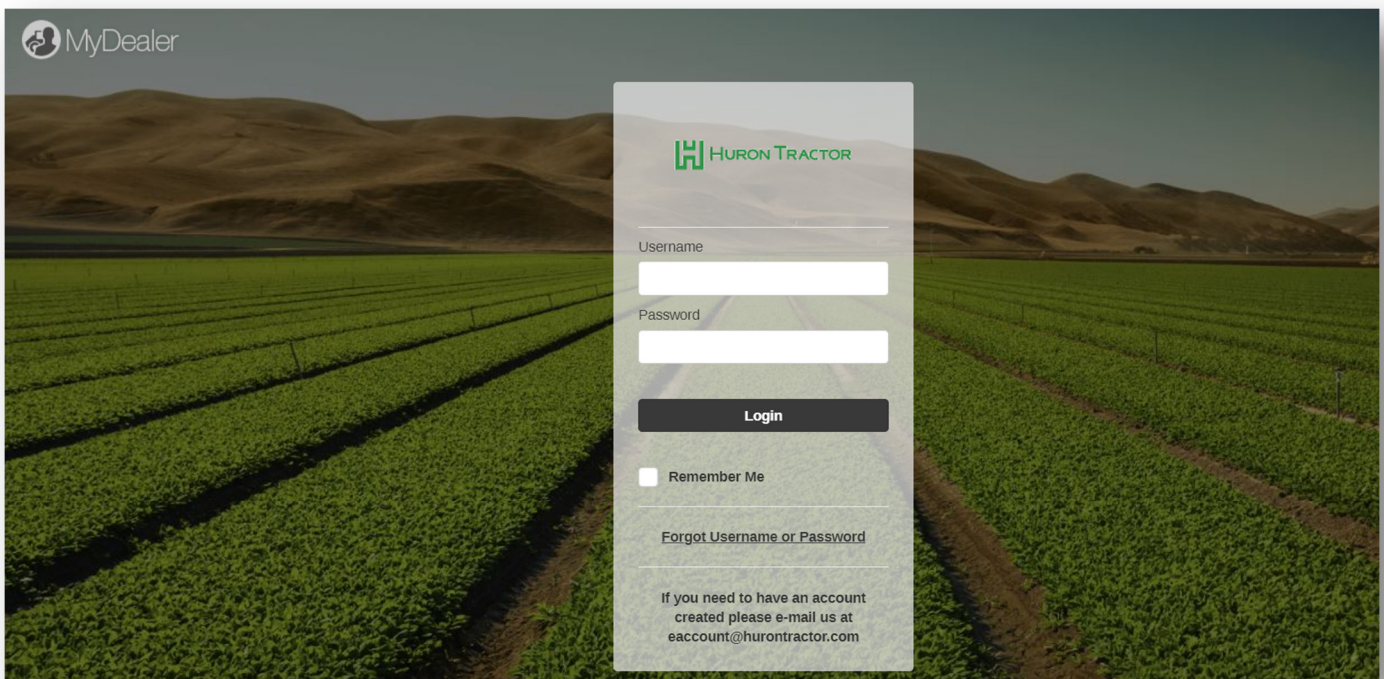 MyDealer
HURON TRACTOR
Username
Password
Login
Remember Me
Forgot Username or Password
If you need to have an account
created please e-mail us at
eaccount@hurontractor.com